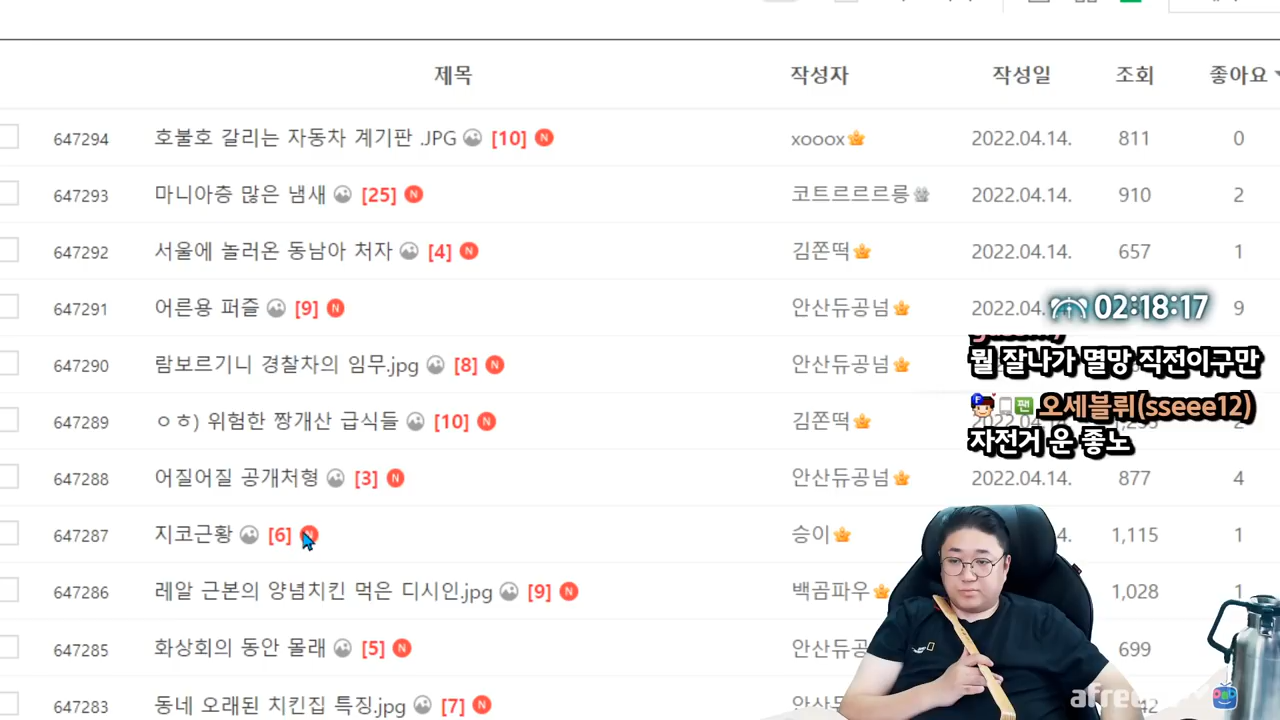 제목 작성자 작성일 조회 좋아요
647294 호불호 갈리는 자동차 계기판 .JPG [10] N xooox 2022.04.14. 811 0
647293 마니아층 많은 냄새 [25] N 코트르르르릉 2022.04.14. 910 2
647292 서울에 놀러온 동남아 처자 [4] N 김쫀떡 2022.04.14. 657 1
647291 어른용 퍼즐 [9] N 안산듀공넘 2022.04. 9
02:18:17
뭘 잘나가 멸망 직전이구만
647290 람보르기니 경찰차의 임무.jpg [8] N 안산듀공넘
F 팬 오세블뤼(sseee12)
647289 ㅇㅎ) 위험한 짱개산 급식들 [10] N 김쫀떡
자전거 운 좋노
647288 어질어질 공개처형 [3] N 안산듀공넘 2022.04.14. 877 4
647287 지코근황 [6] 승이 4. 1,115 1
647286 레알 근본의 양념치킨 먹은 디시인.jpg [9] N 백곰파우 1,028 1
647285 화상회의 동안 몰래 [5] N 안산듀공 699
647283 동네 오래된 치킨집 특징.jpg [7] N